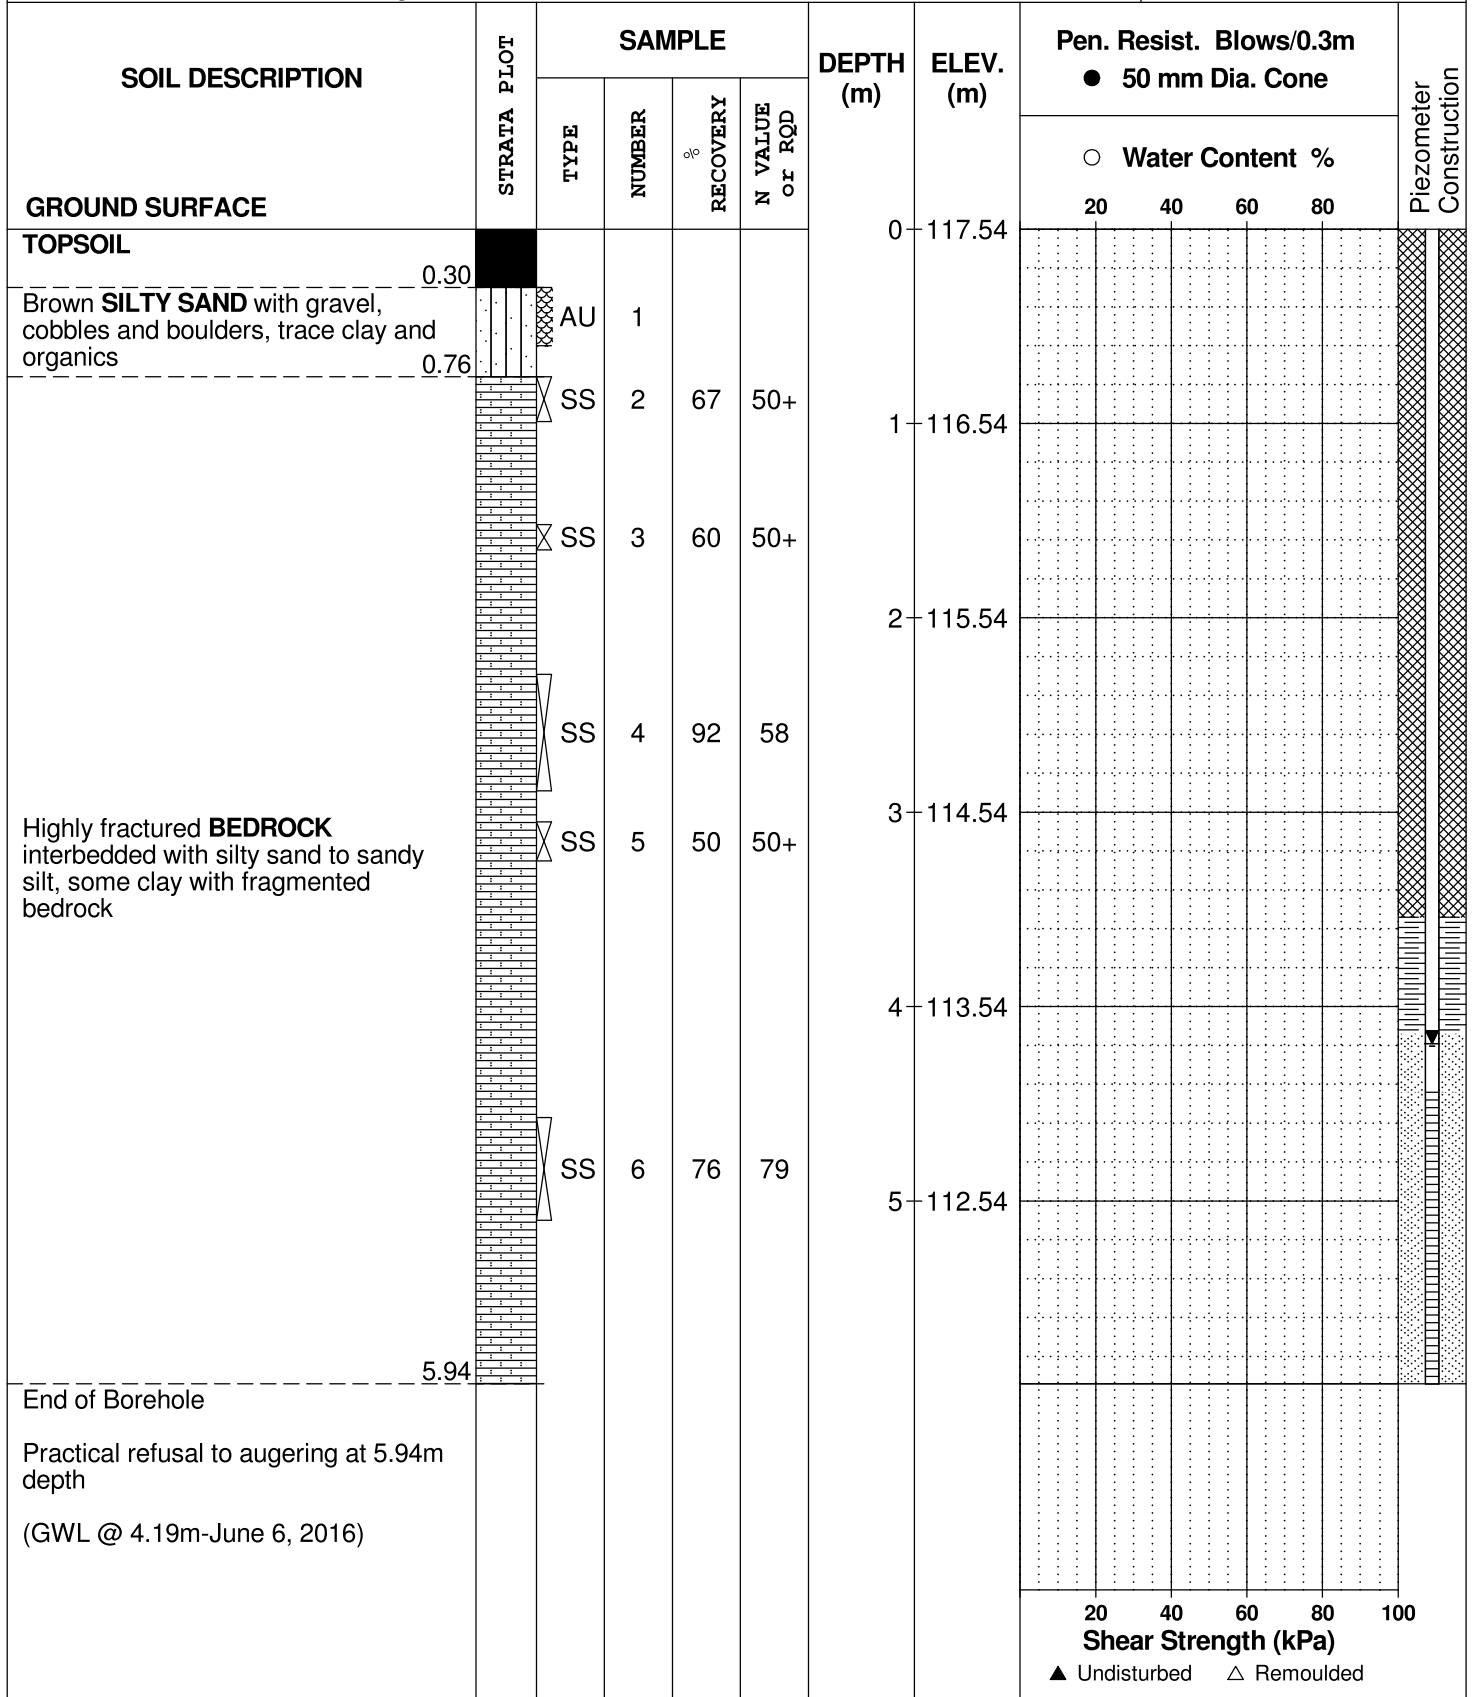 SOIL DESCRIPTION
GROUND SURFACE
STRATA PLOT
SAMPLE
TYPE
NUMBER
%
RECOVERY
N VALUE
or RQD
DEPTH
(m)
ELEV.
(m)
Pen. Resist. Blows/0.3m
● 50 mm Dia. Cone
○ Water Content %
20 40 60 80
Piezometer
Construction
TOPSOIL
0.30
Brown SILTY SAND with gravel,
cobbles and boulders, trace clay and
organics
0.76
Highly fractured BEDROCK
interbedded with silty sand to sandy
silt, some clay with fragmented
bedrock
5.94
End of Borehole
Practical refusal to augering at 5.94m
depth
(GWL @ 4.19m-June 6, 2016)
AU 1
SS 2 67 50+
SS 3 60 50+
SS 4 92 58
SS 5 50 50+
SS 6 76 79
0 117.54
1 116.54
2 115.54
3 114.54
4 113.54
5 112.54
20 40 60 80 100
Shear Strength (kPa)
▲ Undisturbed △ Remoulded